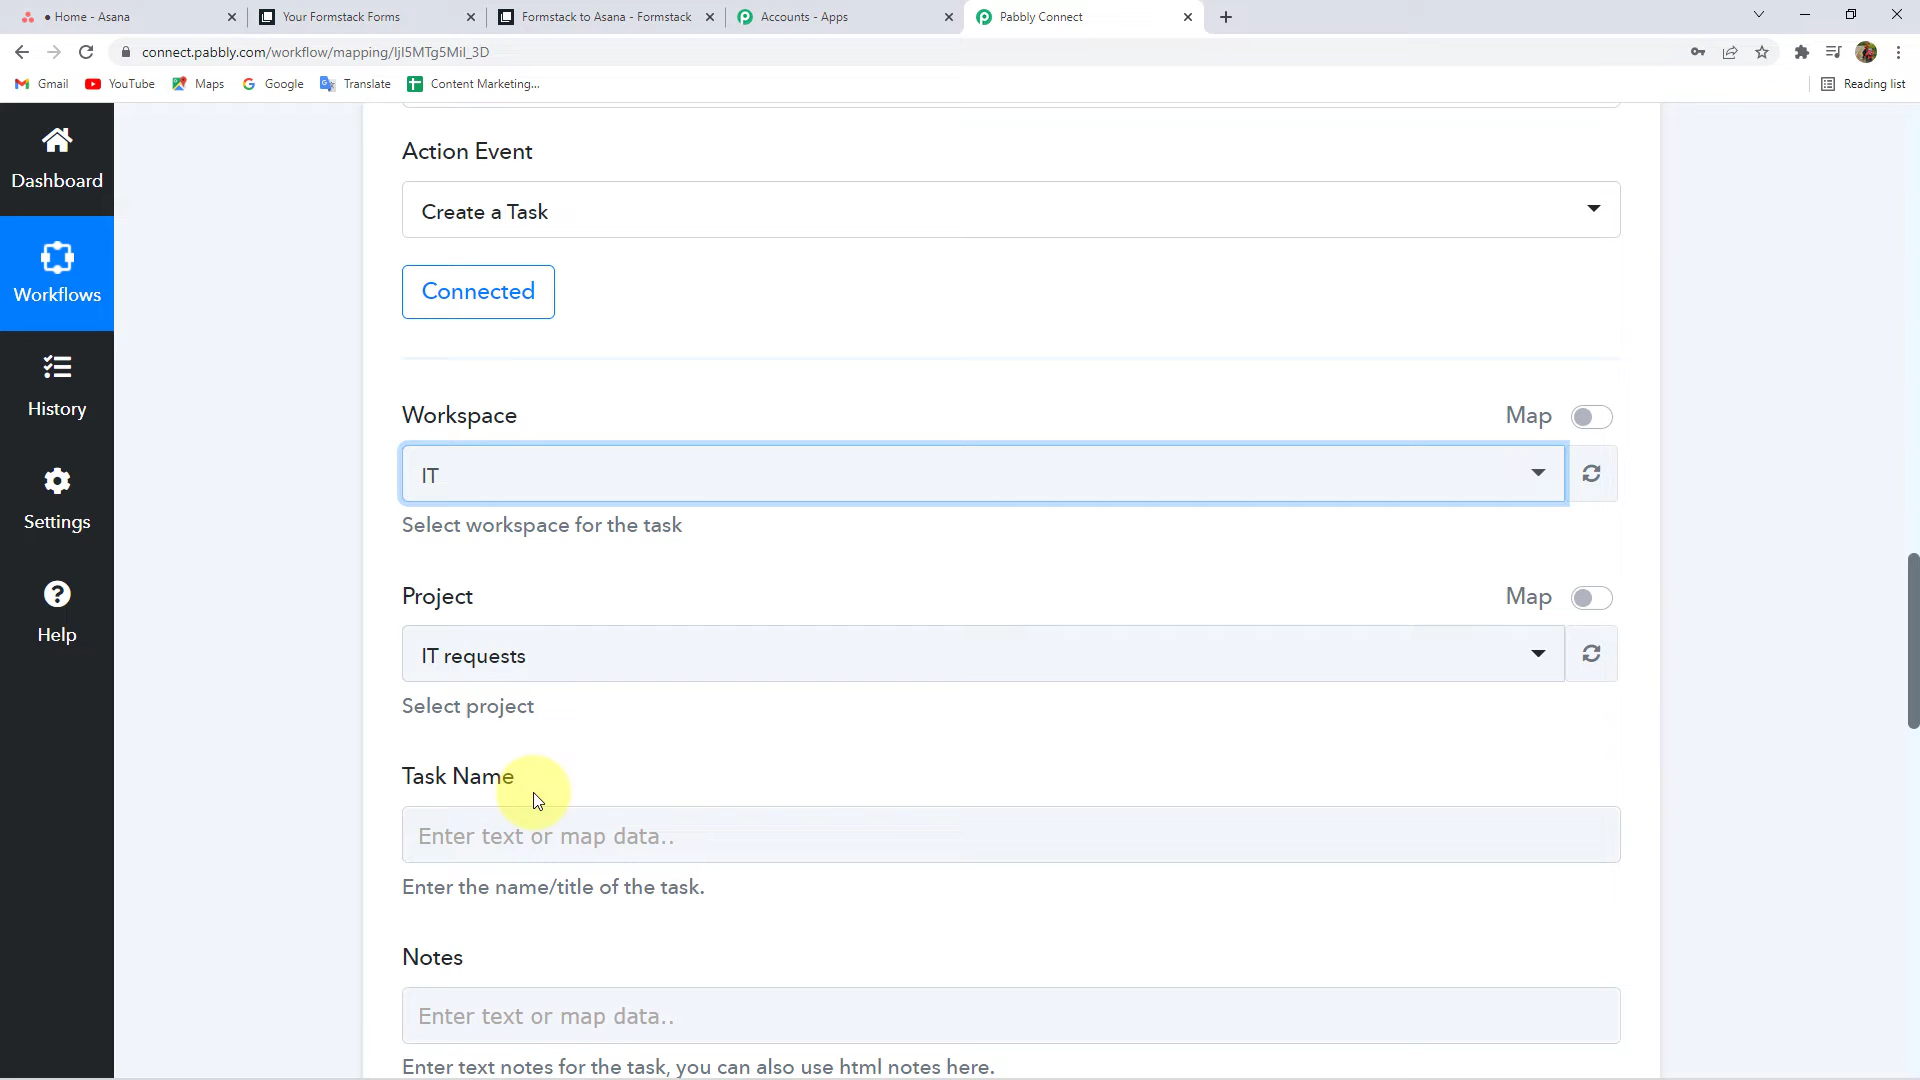 • Home - Asana
Your Formstack Forms
Formstack to Asana - Formstack
Accounts - Apps
Pabbly Connect
connect.pabbly.com/workflow/mapping/IjI5MTg5MiI_3D
Gmail
YouTube
Maps
Google
Translate
Content Marketing...
Reading list
Dashboard
Workflows
History
Settings
Help
Action Event
Create a Task
Connected
Workspace
Map
IT
Select workspace for the task
Project
Map
IT requests
Select project
Task Name
Enter text or map data..
Enter the name/title of the task.
Notes
Enter text or map data..
Enter text notes for the task, you can also use html notes here.